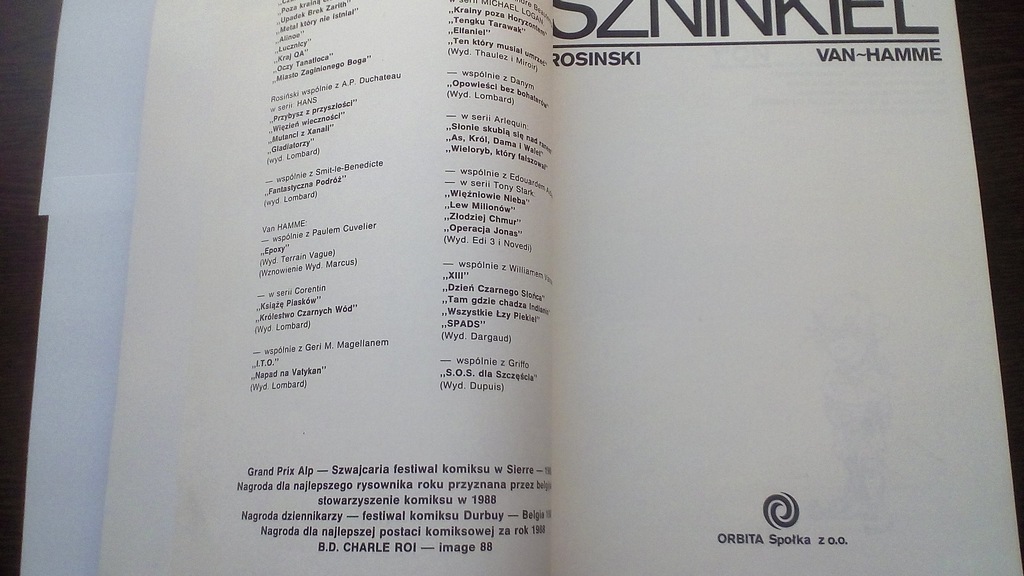 „Poza krainą
„Upadek Brek Zarith"
„Metal który nie istniał"
„Alinoe"
„Łucznicy"
„Kraj QA"
„Oczy Tanatloca"
„Miasto Zaginionego Boga"
Rosiński wspólnie z A.P. Duchateau
w serii HANS
„Przybysz z przyszłości"
„Więzień wieczności"
„Mutanci z Xanaii"
„Gladiatorzy"
(wyd. Lombard)
— wspólnie z Smit-le-Benedicte
„Fantastyczna Podróż"
(wyd. Lombard)
Van HAMME:
— wspólnie z Paulem Cuvelier
„Epoxy"
(Wyd. Terrain Vague)
(Wznowienie Wyd. Marcus)
— w serii Corentin
„Książę Piasków"
„Królestwo Czarnych Wód"
(Wyd. Lombard)
— wspólnie z Geri M. Magellanem
„I.T.O."
„Napad na Vatykan"
(Wyd. Lombard)
w serii MICHAEL LOGAN
„Krainy poza Horyzontem"
„Tengku Tarawak"
„Elfaniel"
„Ten który musiał umrzeć"
(Wyd. Thaulez i Miroir)
— wspólnie z Danym
„Opowieści bez bohaterów"
(Wyd. Lombard)
— w serii Arlequin:
„Słonie skubią się nad
„As, Król, Dama i Walet"
„Wieloryb, który fałszował"
— wspólnie z Edouardem
— w serii Tony Stark:
„Więźniowie Nieba"
„Lew Milionów"
„Złodziej Chmur"
„Operacja Jonas"
(Wyd. Edi 3 i Novedi)
— wspólnie z Williamem
„XIII"
„Dzień Czarnego Słońca"
„Tam gdzie chadza Indianin"
„Wszystkie Łzy Piekieł"
„SPADS"
(Wyd. Dargaud)
— wspólnie z Griffo
„S.O.S. dla Szczęścia"
(Wyd. Dupuis)
Grand Prix Alp — Szwajcaria festiwal komiksu w Sierre –
Nagroda dla najlepszego rysownika roku przyznana przez
stowarzyszenie komiksu w 1988
Nagroda dziennikarzy — festiwal komiksu Durbuy — Belgia
Nagroda dla najlepszej postaci komiksowej za rok 1988
B.D. CHARLE ROI — image 88
SZNINKIEL
ROSINSKI VAN~HAMME
ORBITA Spółka z o.o.